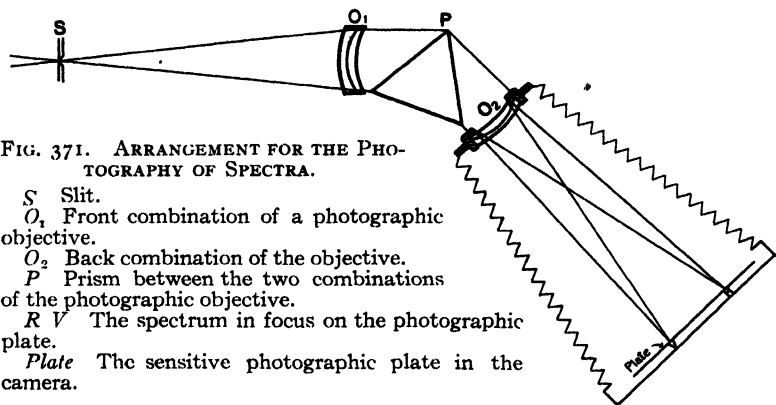 S
O₁
P
O₂
FIG. 371. ARRANGEMENT FOR THE PHO-
TOGRAPHY OF SPECTRA.
S Slit.
O₁ Front combination of a photographic
objective.
O₂ Back combination of the objective.
P Prism between the two combinations
of the photographic objective.
R V The spectrum in focus on the photographic
plate.
Plate The sensitive photographic plate in the
camera.
Plate